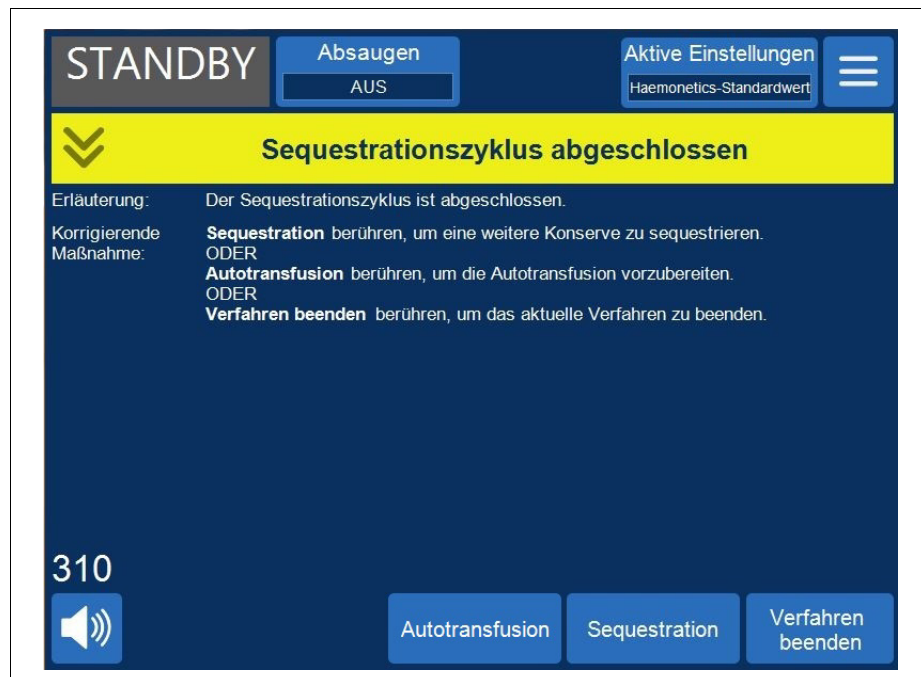 STANDBY
Absaugen
AUS
Aktive Einstellungen
Haemonetics-Standardwert
Sequestrationszyklus abgeschlossen
Erläuterung: Der Sequestrationszyklus ist abgeschlossen.
Korrigierende Sequestration berühren, um eine weitere Konserve zu sequestrieren.
Maßnahme: ODER
Autotransfusion berühren, um die Autotransfusion vorzubereiten.
ODER
Verfahren beenden berühren, um das aktuelle Verfahren zu beenden.
310
Autotransfusion
Sequestration
Verfahren
beenden